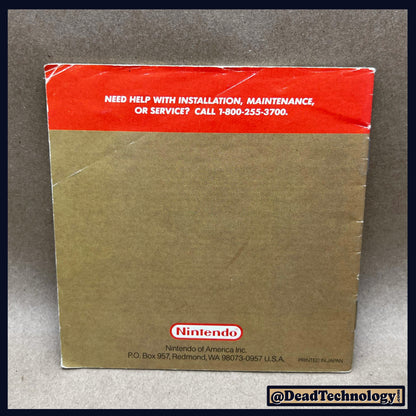 NEED HELP WITH INSTALLATION, MAINTENANCE,
OR SERVICE? CALL 1-800-255-3700.
Nintendo
Nintendo of America Inc.
P.O. Box 957, Redmond, WA 98073-0957 U.S.A.
PRINTED IN JAPAN
@DeadTechnology